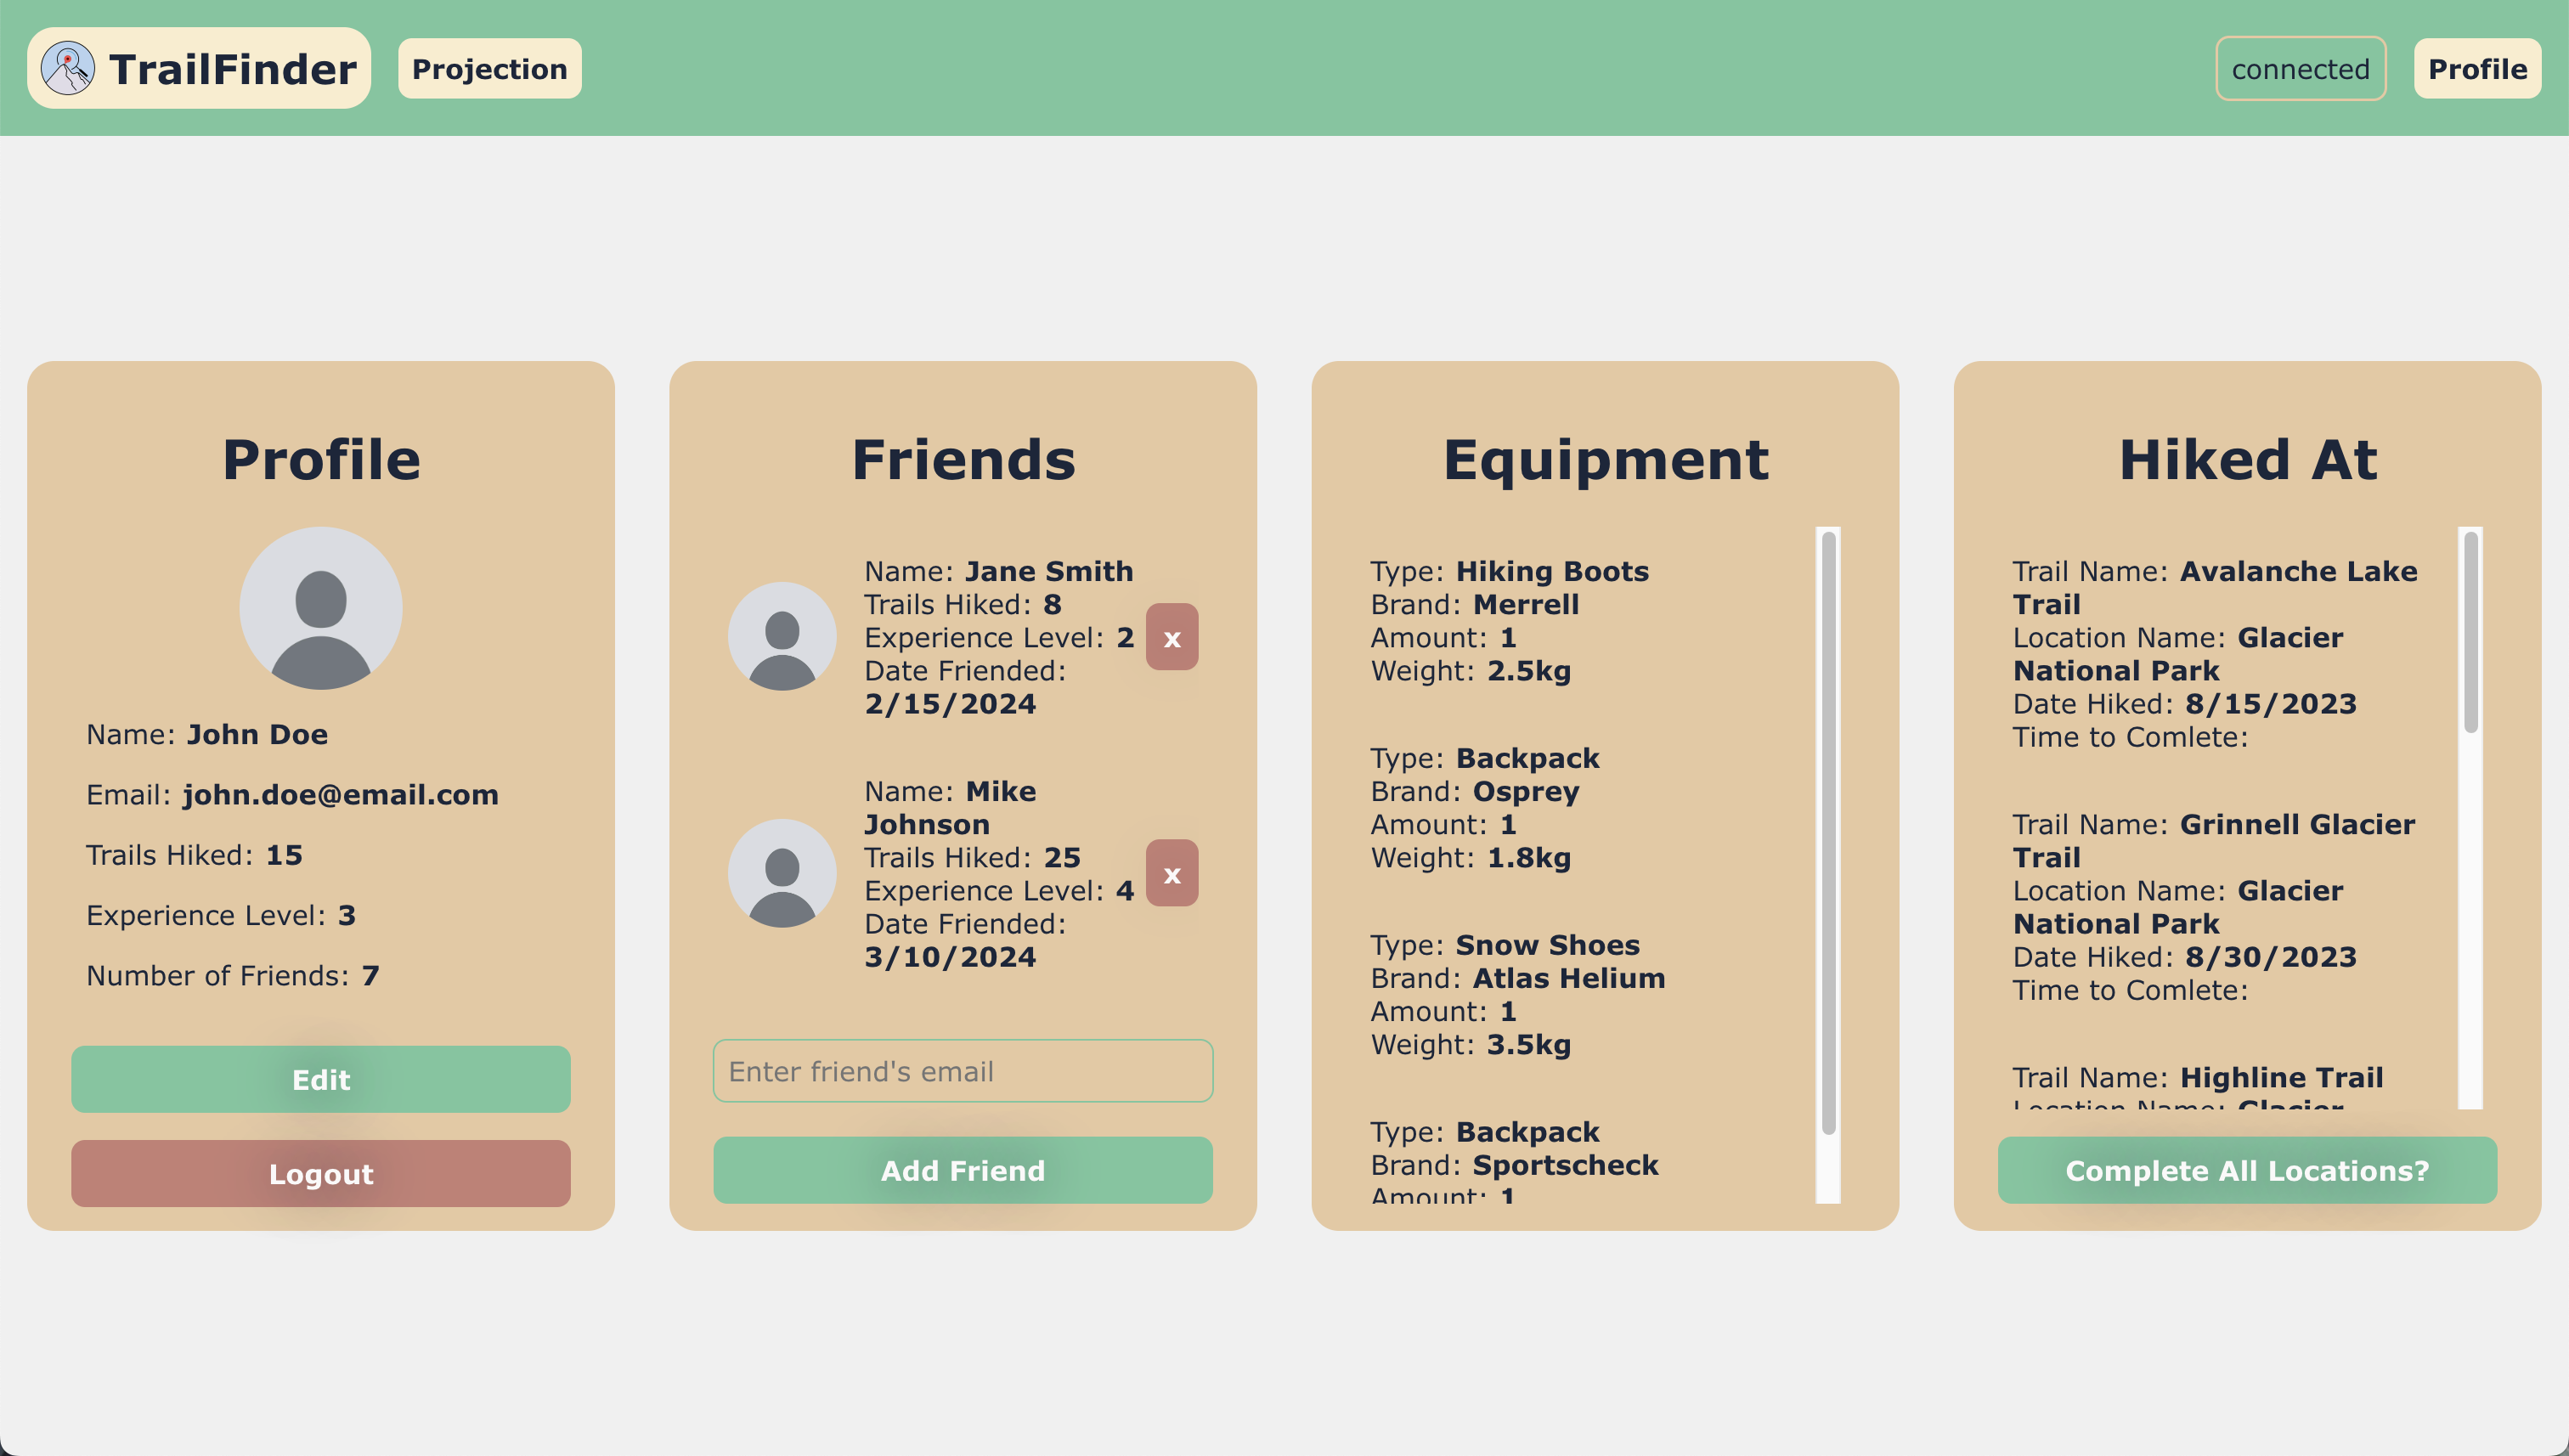 TrailFinder
Projection
connected
Profile
Profile
Name: John Doe
Email: john.doe@email.com
Trails Hiked: 15
Experience Level: 3
Number of Friends: 7
Edit
Logout
Friends
Name: Jane Smith
Trails Hiked: 8
Experience Level: 2
Date Friended:
2/15/2024
x
Name: Mike
Johnson
Trails Hiked: 25
Experience Level: 4
Date Friended:
3/10/2024
x
Enter friend's email
Add Friend
Equipment
Type: Hiking Boots
Brand: Merrell
Amount: 1
Weight: 2.5kg
Type: Backpack
Brand: Osprey
Amount: 1
Weight: 1.8kg
Type: Snow Shoes
Brand: Atlas Helium
Amount: 1
Weight: 3.5kg
Type: Backpack
Brand: Sportscheck
Amount: 1
Hiked At
Trail Name: Avalanche Lake
Trail
Location Name: Glacier
National Park
Date Hiked: 8/15/2023
Time to Comlete:
Trail Name: Grinnell Glacier
Trail
Location Name: Glacier
National Park
Date Hiked: 8/30/2023
Time to Comlete:
Trail Name: Highline Trail
Location Name: Glacier
Complete All Locations?